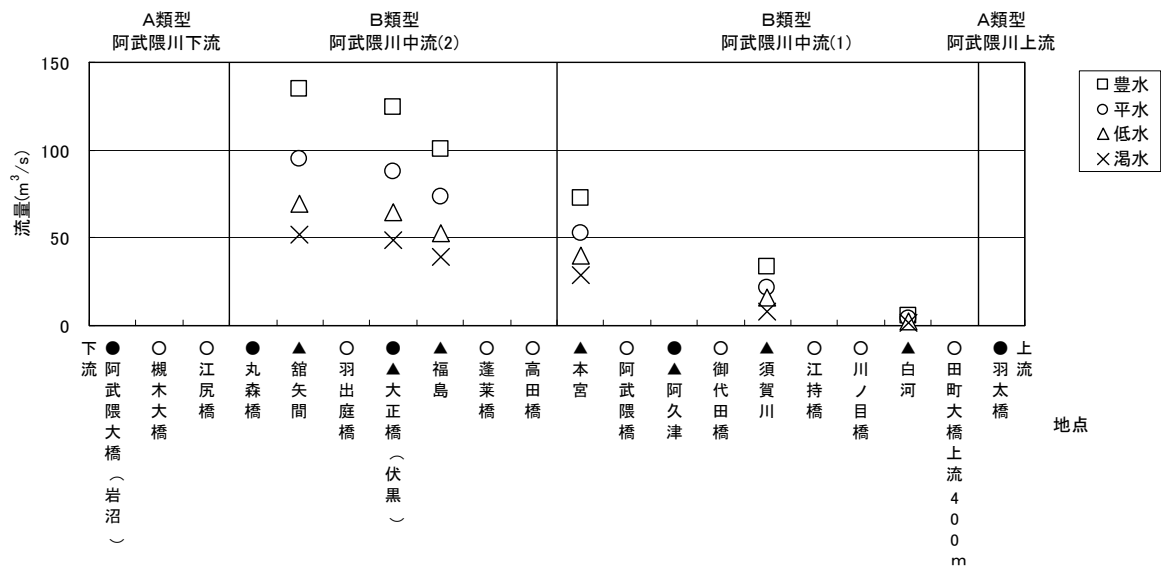 A類型
阿武隈川下流
B類型
阿武隈川中流(2)
B類型
阿武隈川中流(1)
A類型
阿武隈川上流
150
100
50
0
流量(m³/s)
□豊水
○平水
△低水
×渇水
下流
●阿武隈大橋(岩沼)
○槻木大橋
○江尻橋
●丸森橋
▲舘矢間
○羽出庭橋
●▲大正橋(伏黒)
▲福島
○蓬莱橋
○高田橋
▲本宮
○阿武隈橋
●▲阿久津
○御代田橋
▲須賀川
○江持橋
○川ノ目橋
▲白河
○田町大橋上流400m
●羽太橋
上流
地点